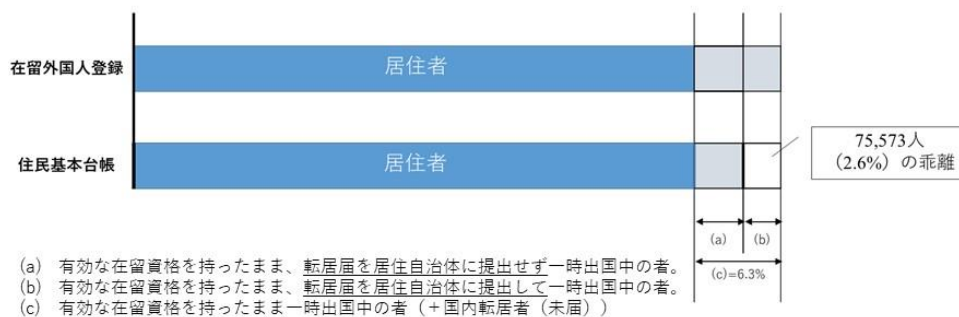 在留外国人登録
居住者
住民基本台帳
居住者
75,573人
（2.6%）の乖離
(a)
(b)
(c)=6.3%
(a) 有効な在留資格を持ったまま、転居届を居住自治体に提出せず一時出国中の者。
(b) 有効な在留資格を持ったまま、転居届を居住自治体に提出して一時出国中の者。
(c) 有効な在留資格を持ったまま一時出国中の者（＋国内転居者（未届））